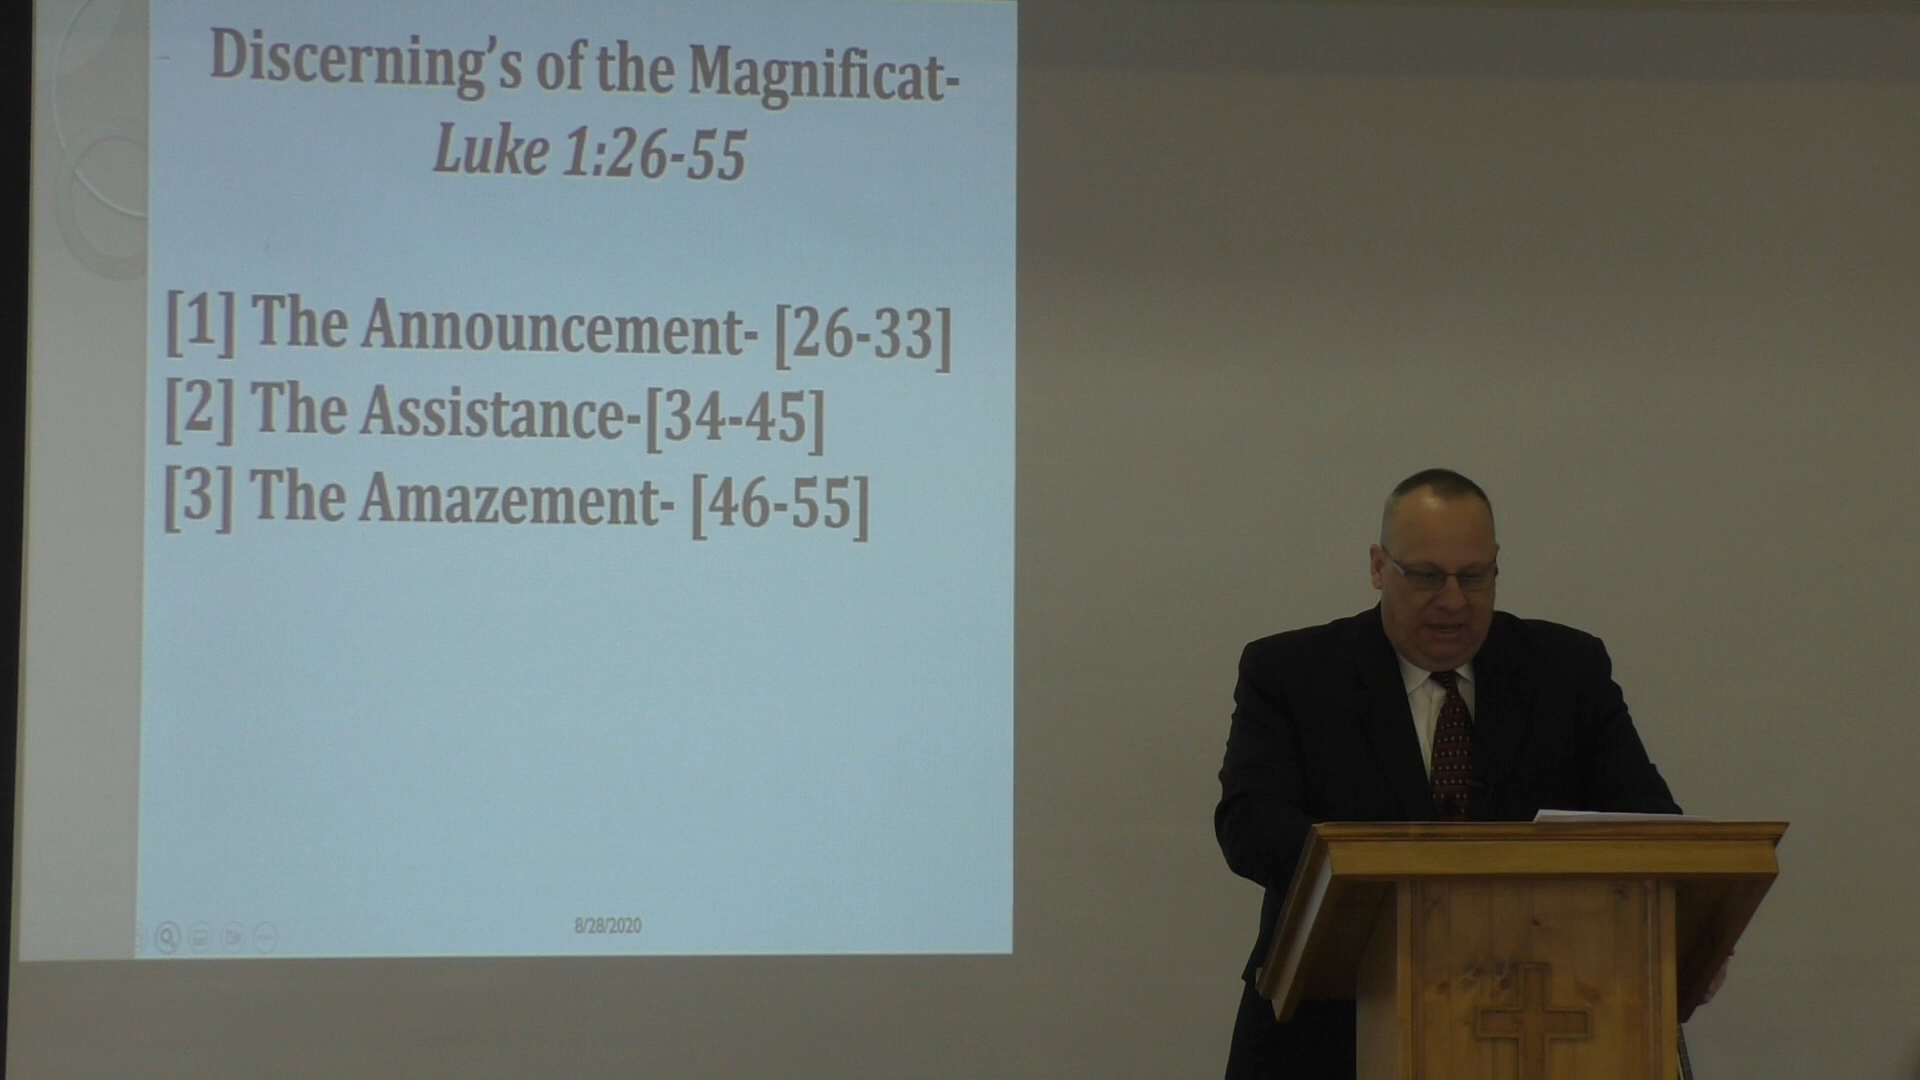 Discerning's of the Magnificat-
Luke 1:26-55
[1] The Announcement- [26-33]
[2] The Assistance-[34-45]
[3] The Amazement- [46-55]
8/28/2020